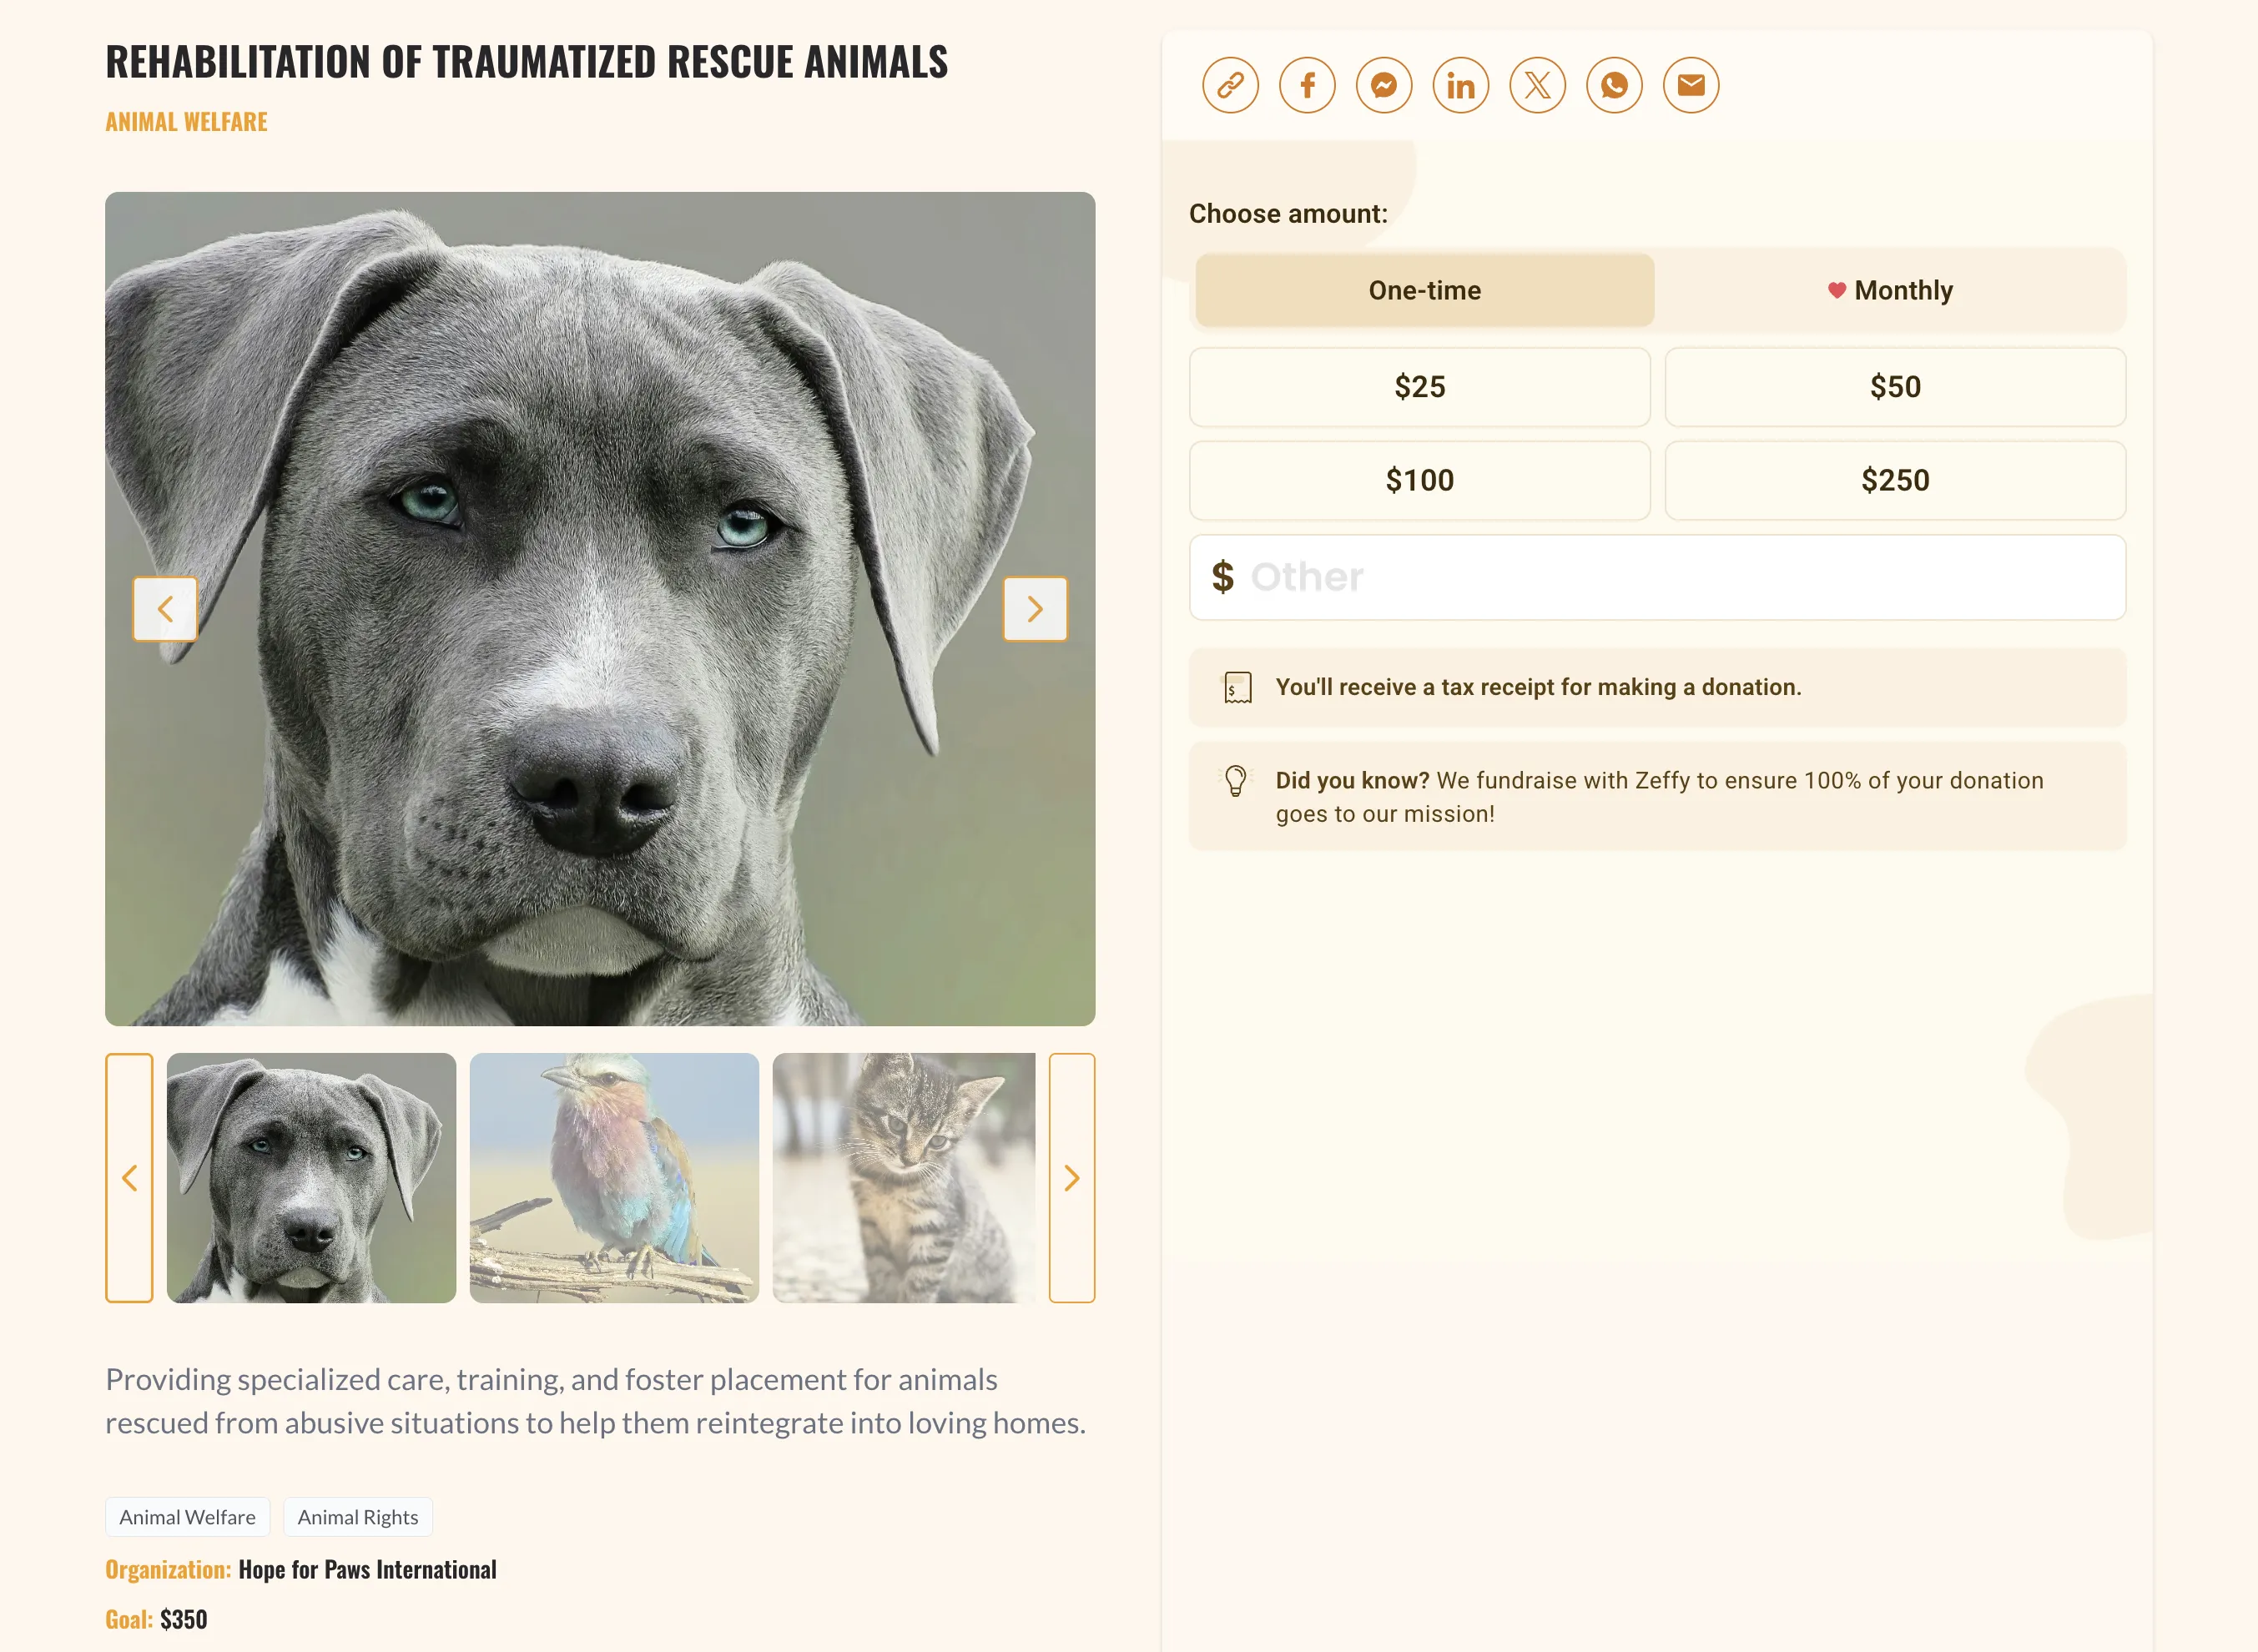 REHABILITATION OF TRAUMATIZED RESCUE ANIMALS
ANIMAL WELFARE
Providing specialized care, training, and foster placement for animals
rescued from abusive situations to help them reintegrate into loving homes.
Animal Welfare
Animal Rights
Organization: Hope for Paws International
Goal: $350
Choose amount:
One-time
Monthly
$25
$50
$100
$250
$ Other
You'll receive a tax receipt for making a donation.
Did you know? We fundraise with Zeffy to ensure 100% of your donation
goes to our mission!